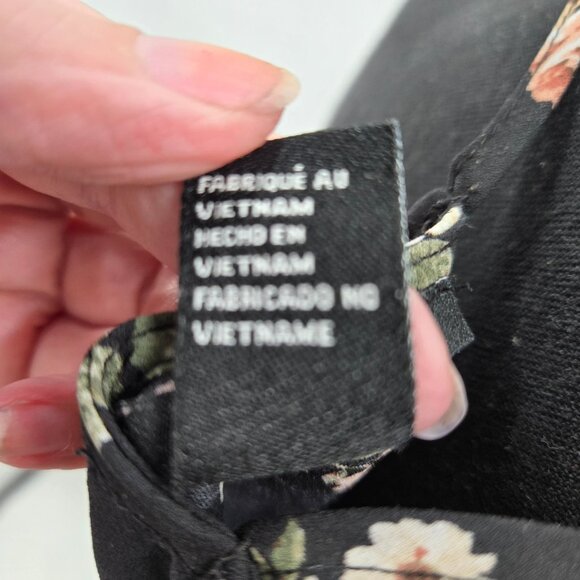 FABRIQUÉ AU
VIETNAM
HECHO EN
VIETNAM
FABRICADO NO
VIETNAME